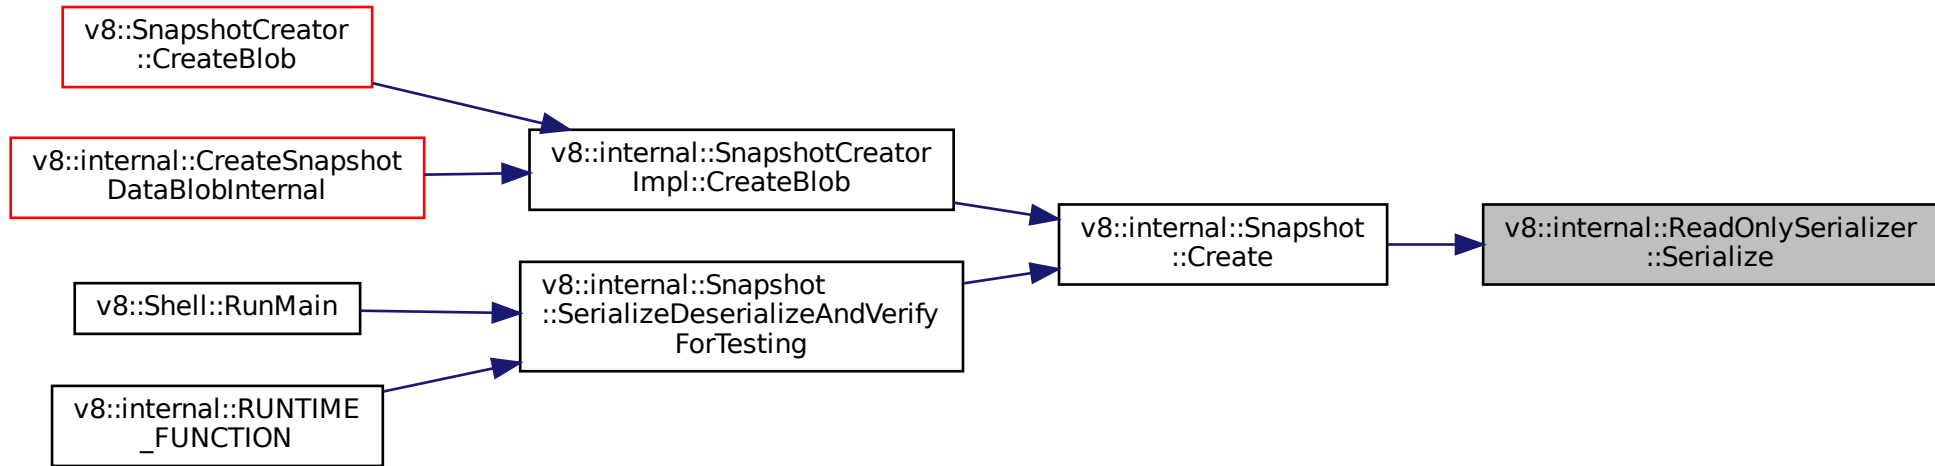 v8::SnapshotCreator
::CreateBlob
v8::internal::CreateSnapshot
DataBlobInternal
v8::internal::SnapshotCreator
Impl::CreateBlob
v8::internal::Snapshot
::Create
v8::internal::ReadOnlySerializer
::Serialize
v8::internal::Snapshot
::SerializeDeserializeAndVerify
ForTesting
v8::Shell::RunMain
v8::internal::RUNTIME
_FUNCTION